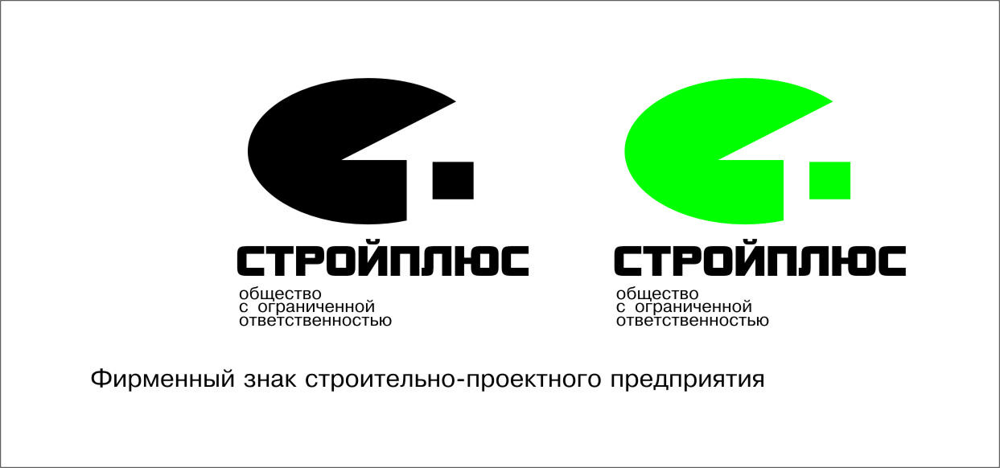 СТРОЙПЛЮС
общество
с ограниченной
ответственностью
СТРОЙПЛЮС
общество
с ограниченной
ответственностью
Фирменный знак строительно-проектного предприятия